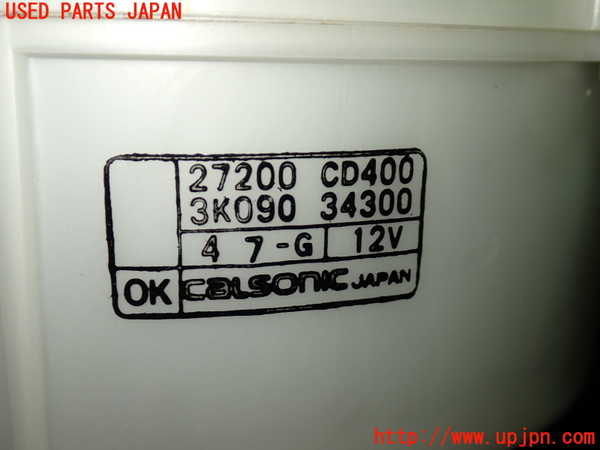 USED PARTS JAPAN
27200 CD400
3K090 34300
4 7-G 12V
OK calsonic JAPAN
http://www.upjpn.com/